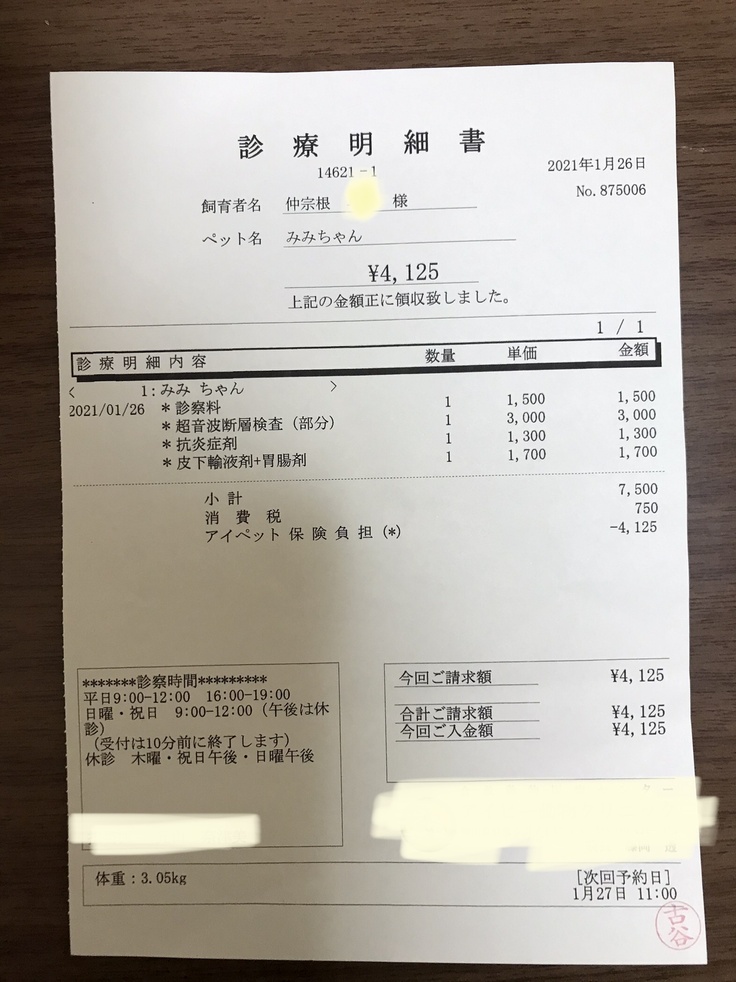 診療明細書
14621-1
2021年1月26日
No.875006
飼育者名 仲宗根 様
ペット名 みみちゃん
¥4,125
上記の金額正に領収致しました。
1 / 1
診療明細内容 数量 単価 金額
< 1:みみ ちゃん >
2021/01/26 *診察料 1 1,500 1,500
*超音波断層検査(部分) 1 3,000 3,000
*抗炎症剤 1 1,300 1,300
*皮下輸液剤+胃腸剤 1 1,700 1,700
小計 7,500
消費税 750
アイペット保険負担(*) -4,125
*******診察時間*********
平日9:00-12:00 16:00-19:00
日曜・祝日 9:00-12:00(午後は休
診)
(受付は10分前に終了します)
休診 木曜・祝日午後・日曜午後
今回ご請求額 ¥4,125
合計ご請求額 ¥4,125
今回ご入金額 ¥4,125
体重:3.05kg
[次回予約日]
1月27日 11:00
古谷